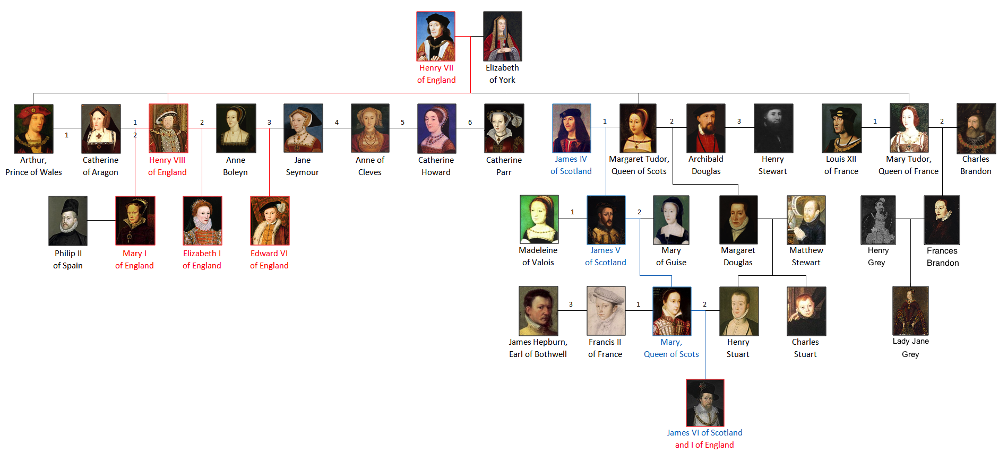 Henry VII
of England
Elizabeth
of York
1
1
2
2
3
4
5
6
1
2
3
1
2
Arthur,
Prince of Wales
Catherine
of Aragon
Henry VIII
of England
Anne
Boleyn
Jane
Seymour
Anne of
Cleves
Catherine
Howard
Catherine
Parr
James IV
of Scotland
Margaret Tudor,
Queen of Scots
Archibald
Douglas
Henry
Stewart
Louis XII
of France
Mary Tudor,
Queen of France
Charles
Brandon
1
2
Philip II
of Spain
Mary I
of England
Elizabeth I
of England
Edward VI
of England
Madeleine
of Valois
James V
of Scotland
Mary
of Guise
Margaret
Douglas
Matthew
Stewart
Henry
Grey
Frances
Brandon
3
1
2
James Hepburn,
Earl of Bothwell
Francis II
of France
Mary,
Queen of Scots
Henry
Stuart
Charles
Stuart
Lady Jane
Grey
James VI of Scotland
and I of England